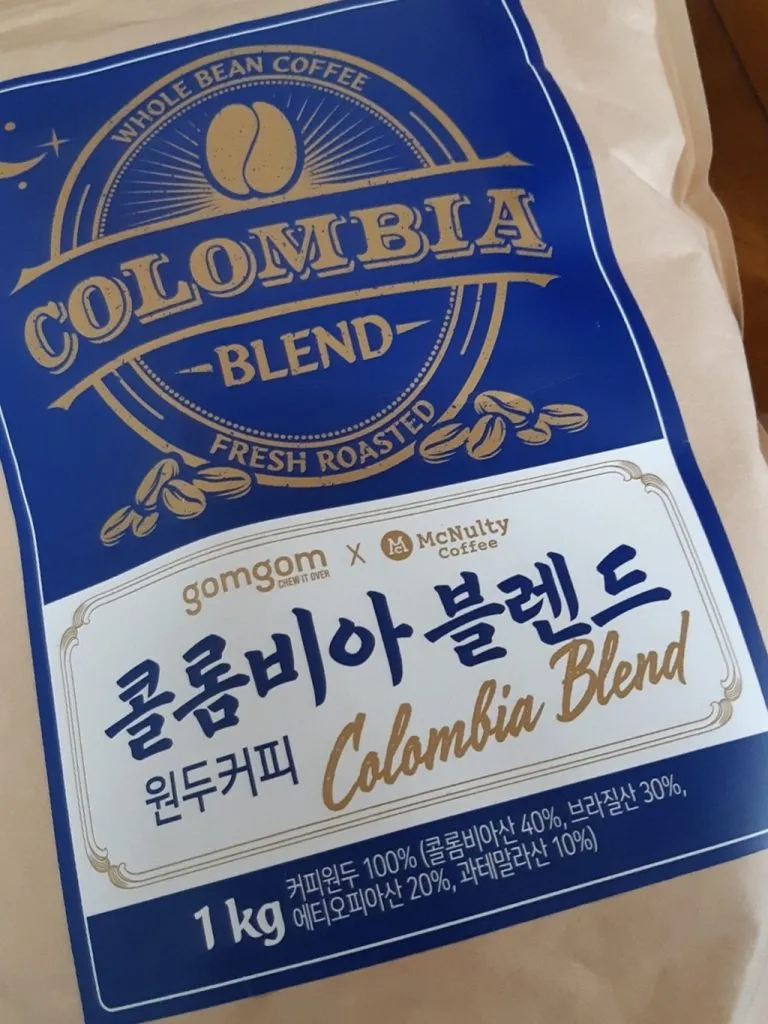 WHOLE BEAN COFFEE
COLOMBIA
BLEND
FRESH ROASTED
gomgom
CHEW IT OVER
X
Mc McNulty
Coffee
콜롬비아 블렌드
원두커피 Colombia Blend
1 kg
커피원두 100% (콜롬비아산 40%, 브라질산 30%,
에티오피아산 20%, 과테말라산 10%)